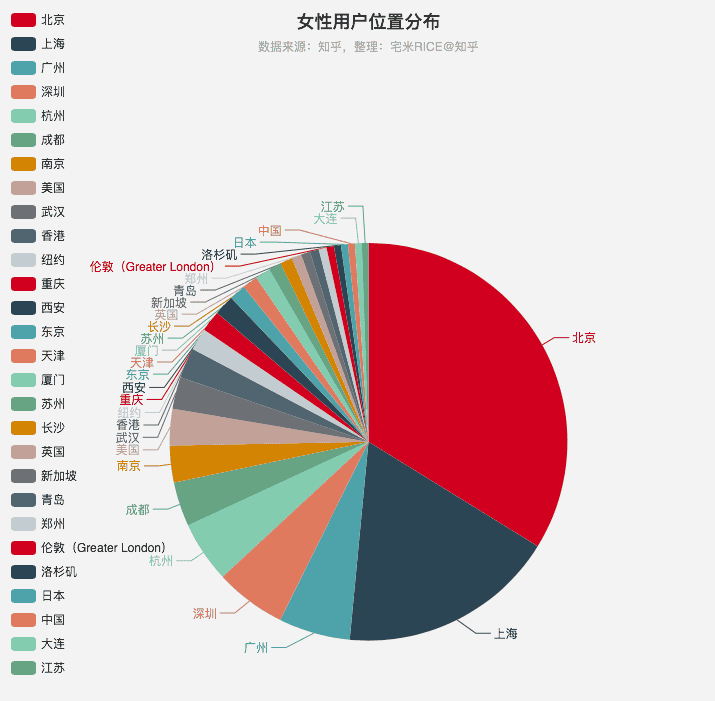 女性用户位置分布
数据来源：知乎，整理：宅米RICE@知乎
北京
上海
广州
深圳
杭州
成都
南京
美国
武汉
香港
纽约
重庆
西安
东京
天津
厦门
苏州
长沙
英国
新加坡
青岛
郑州
伦敦（Greater London）
洛杉矶
日本
中国
大连
江苏
江苏
大连
中国
日本
洛杉矶
伦敦（Greater London）
郑州
青岛
新加坡
英国
长沙
苏州
厦门
天津
东京
西安
重庆
纽约
香港
武汉
美国
南京
成都
杭州
深圳
广州
上海
北京